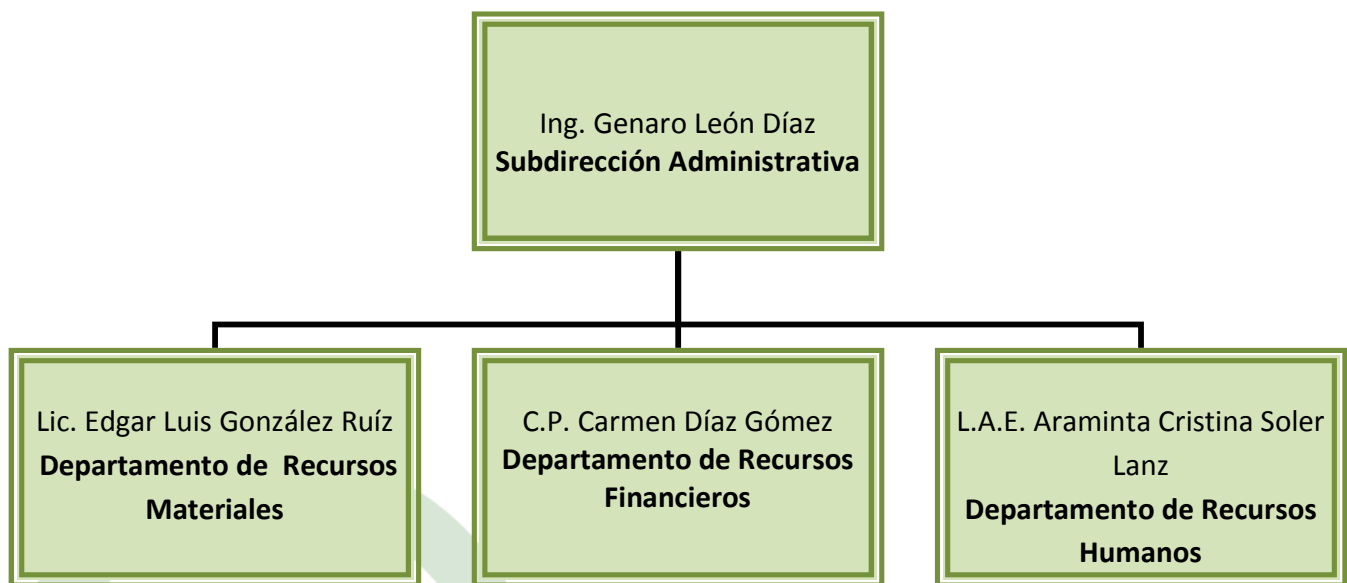 Ing. Genaro León Díaz
Subdirección Administrativa
Lic. Edgar Luis González Ruíz
Departamento de Recursos
Materiales
C.P. Carmen Díaz Gómez
Departamento de Recursos
Financieros
L.A.E. Araminta Cristina Soler
Lanz
Departamento de Recursos
Humanos